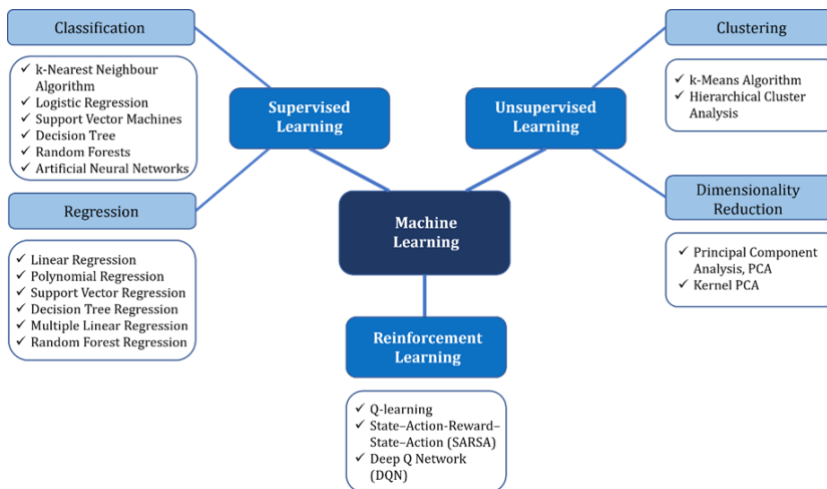 Classification
✓ k-Nearest Neighbour
Algorithm
✓ Logistic Regression
✓ Support Vector Machines
✓ Decision Tree
✓ Random Forests
✓ Artificial Neural Networks
Regression
✓ Linear Regression
✓ Polynomial Regression
✓ Support Vector Regression
✓ Decision Tree Regression
✓ Multiple Linear Regression
✓ Random Forest Regression
Supervised
Learning
Machine
Learning
Reinforcement
Learning
✓ Q-learning
✓ State–Action-Reward–
State–Action (SARSA)
✓ Deep Q Network
(DQN)
Unsupervised
Learning
Clustering
✓ k-Means Algorithm
✓ Hierarchical Cluster
Analysis
Dimensionality
Reduction
✓ Principal Component
Analysis, PCA
✓ Kernel PCA